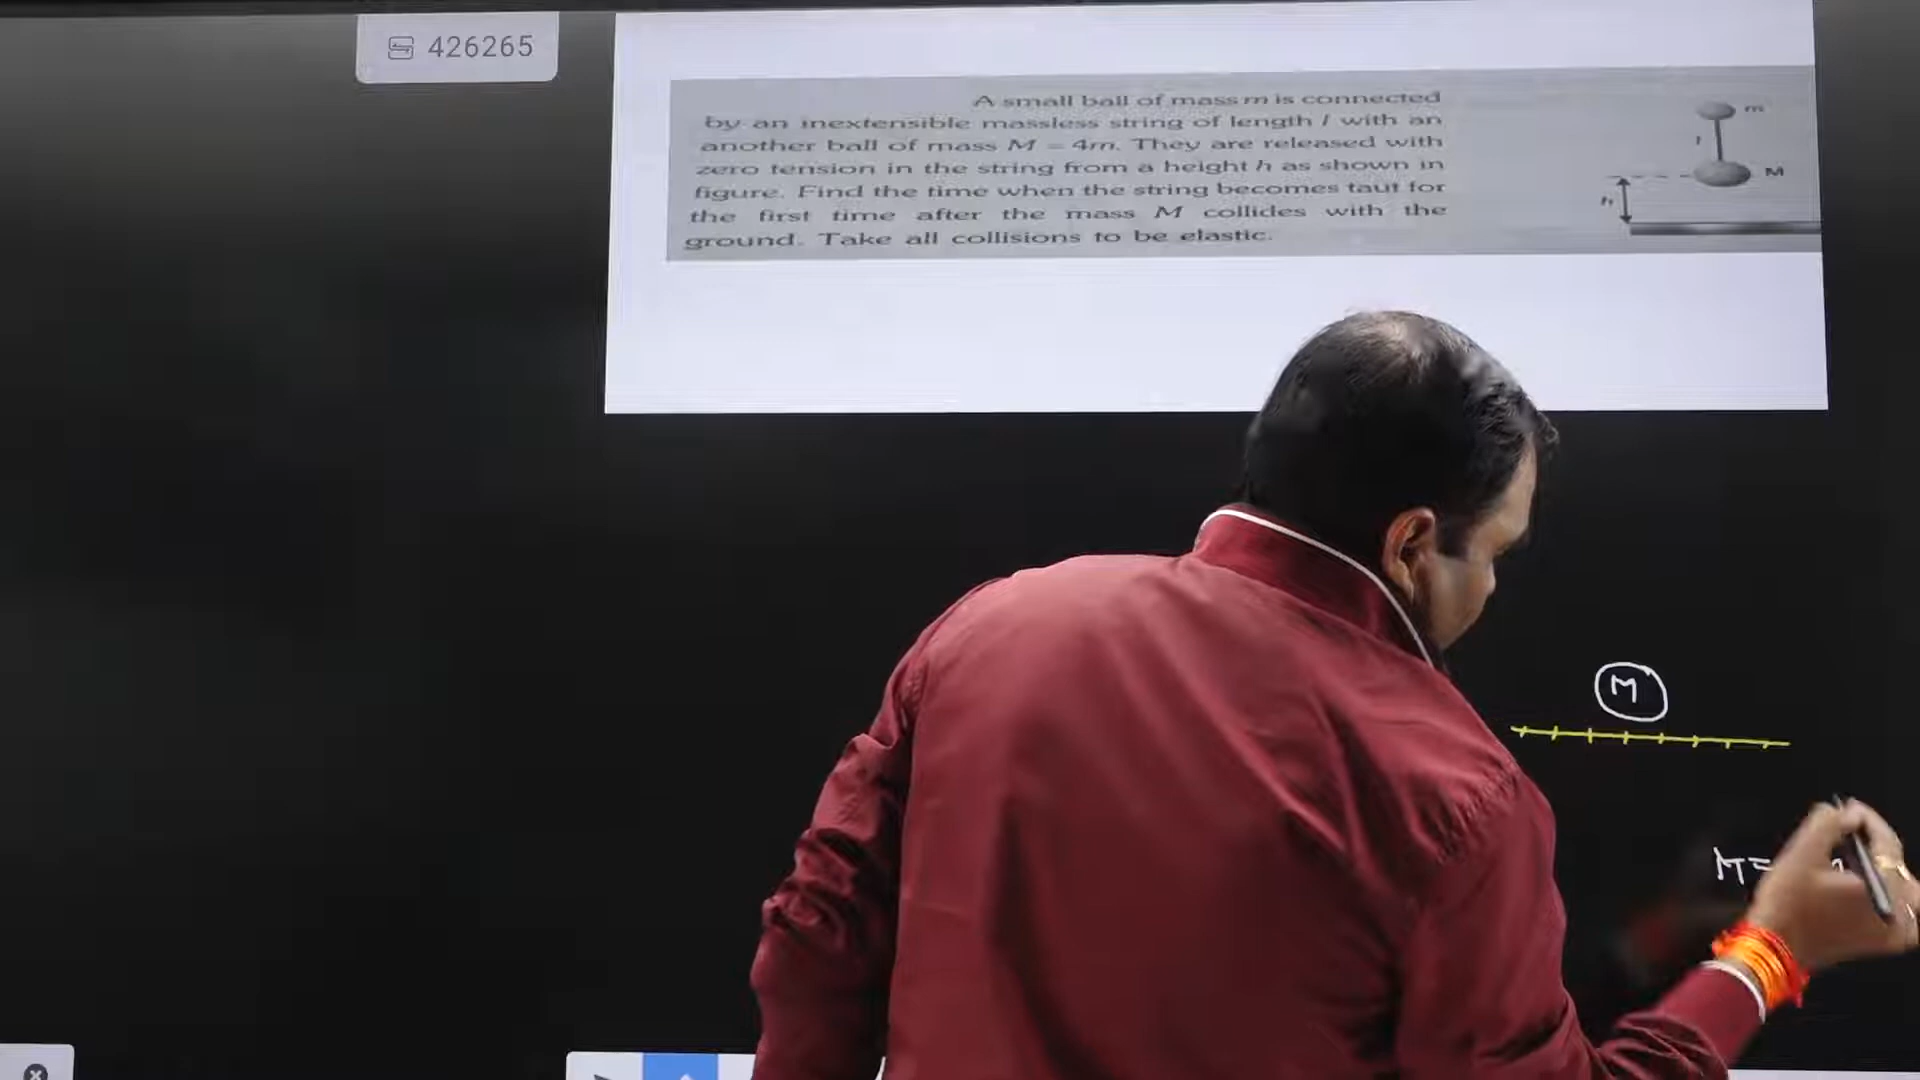 426265
A small ball of mass m is connected
by an inextensible massless string of length l with an
another ball of mass M = 4m. They are released with
zero tension in the string from a height h as shown in
figure. Find the time when the string becomes taut for
the first time after the mass M collides with the
ground. Take all collisions to be elastic.
m
l
M
h
M
M=